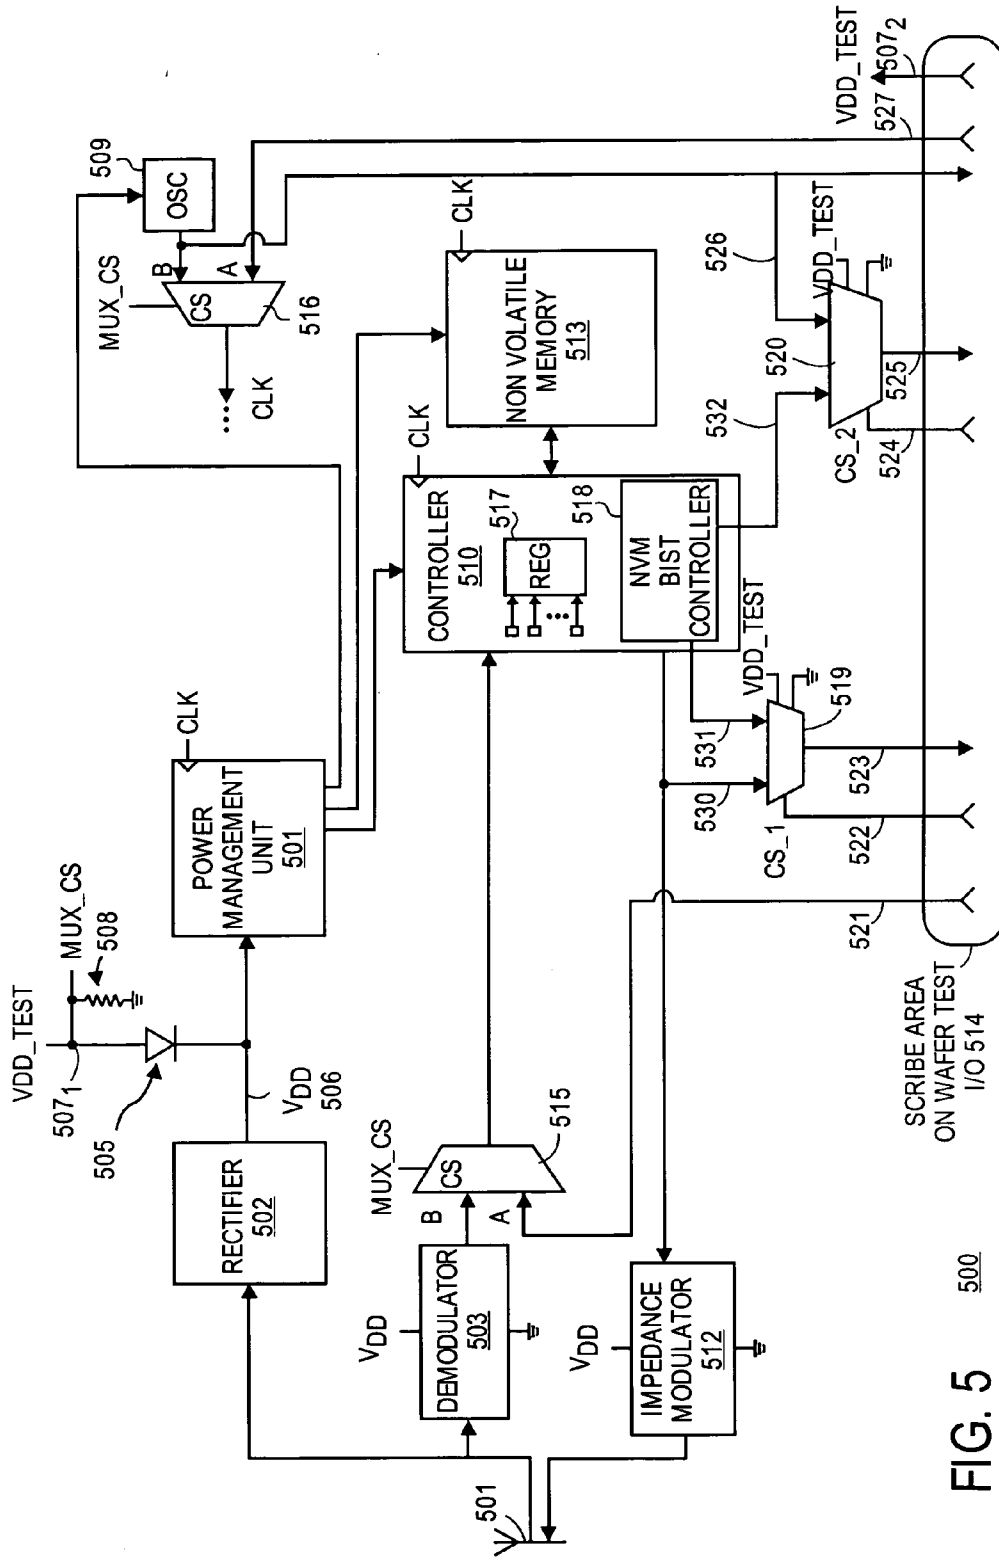 VDD_TEST
507₁
MUX_CS
508
505
VDD
506
RECTIFIER
502
POWER
MANAGEMENT
UNIT
501
CLK
MUX_CS
OSC
509
B
A
CS
516
CLK
...
VDD
DEMODULATOR
503
MUX_CS
B
A
CS
515
CONTROLLER
510
CLK
REG
517
NVM
BIST
CONTROLLER
518
NON VOLATILE
MEMORY
513
CLK
501
VDD
IMPEDANCE
MODULATOR
512
530
531
VDD_TEST
CS_1
519
532
526
VDD_TEST
520
CS_2
521
522
523
524
525
527
VDD_TEST
507₂
SCRIBE AREA
ON WAFER TEST
I/O 514
500
FIG. 5